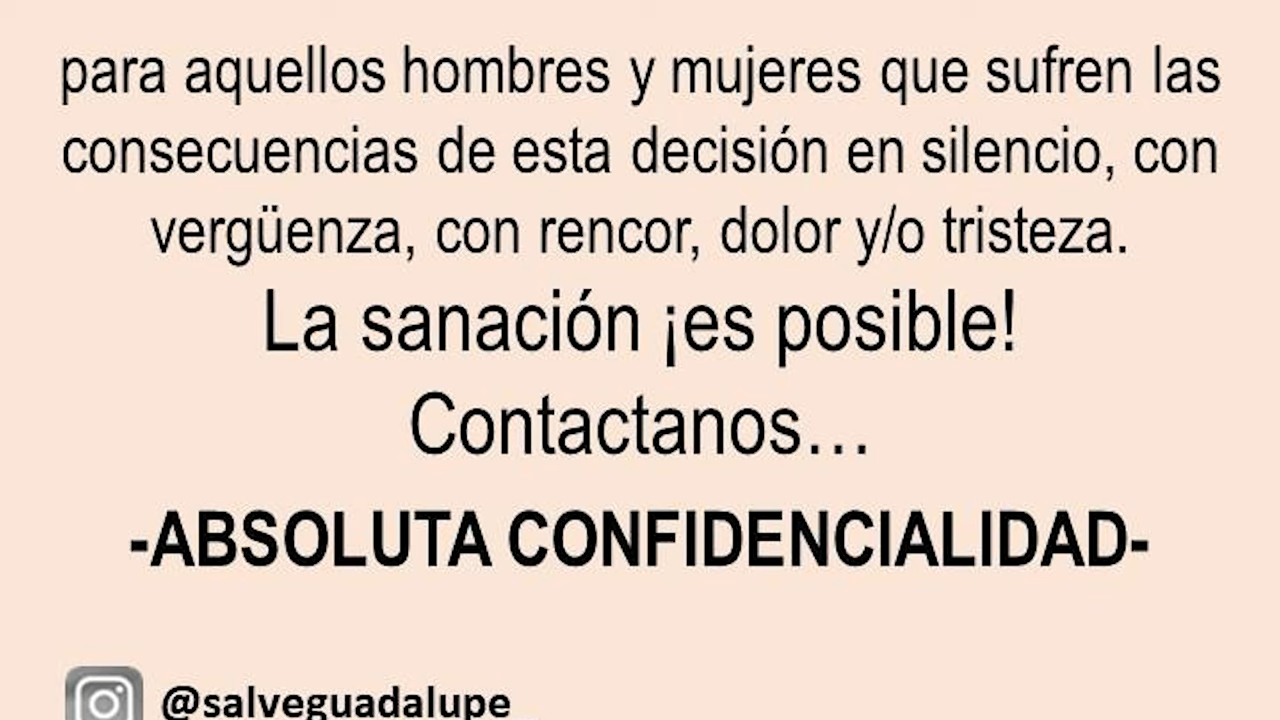 para aquellos hombres y mujeres que sufren las
consecuencias de esta decisión en silencio, con
vergüenza, con rencor, dolor y/o tristeza.
La sanación ¡es posible!
Contactanos…
-ABSOLUTA CONFIDENCIALIDAD-
@salveguadalupe_